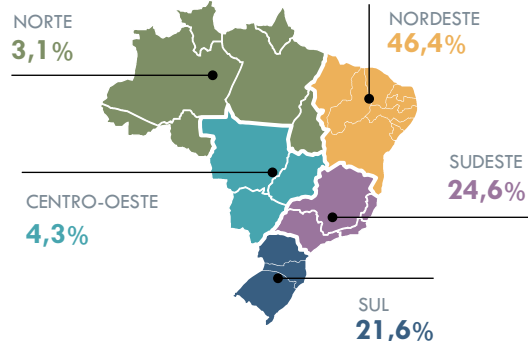 NORTE
3,1%
NORDESTE
46,4%
SUDESTE
24,6%
CENTRO-OESTE
4,3%
SUL
21,6%